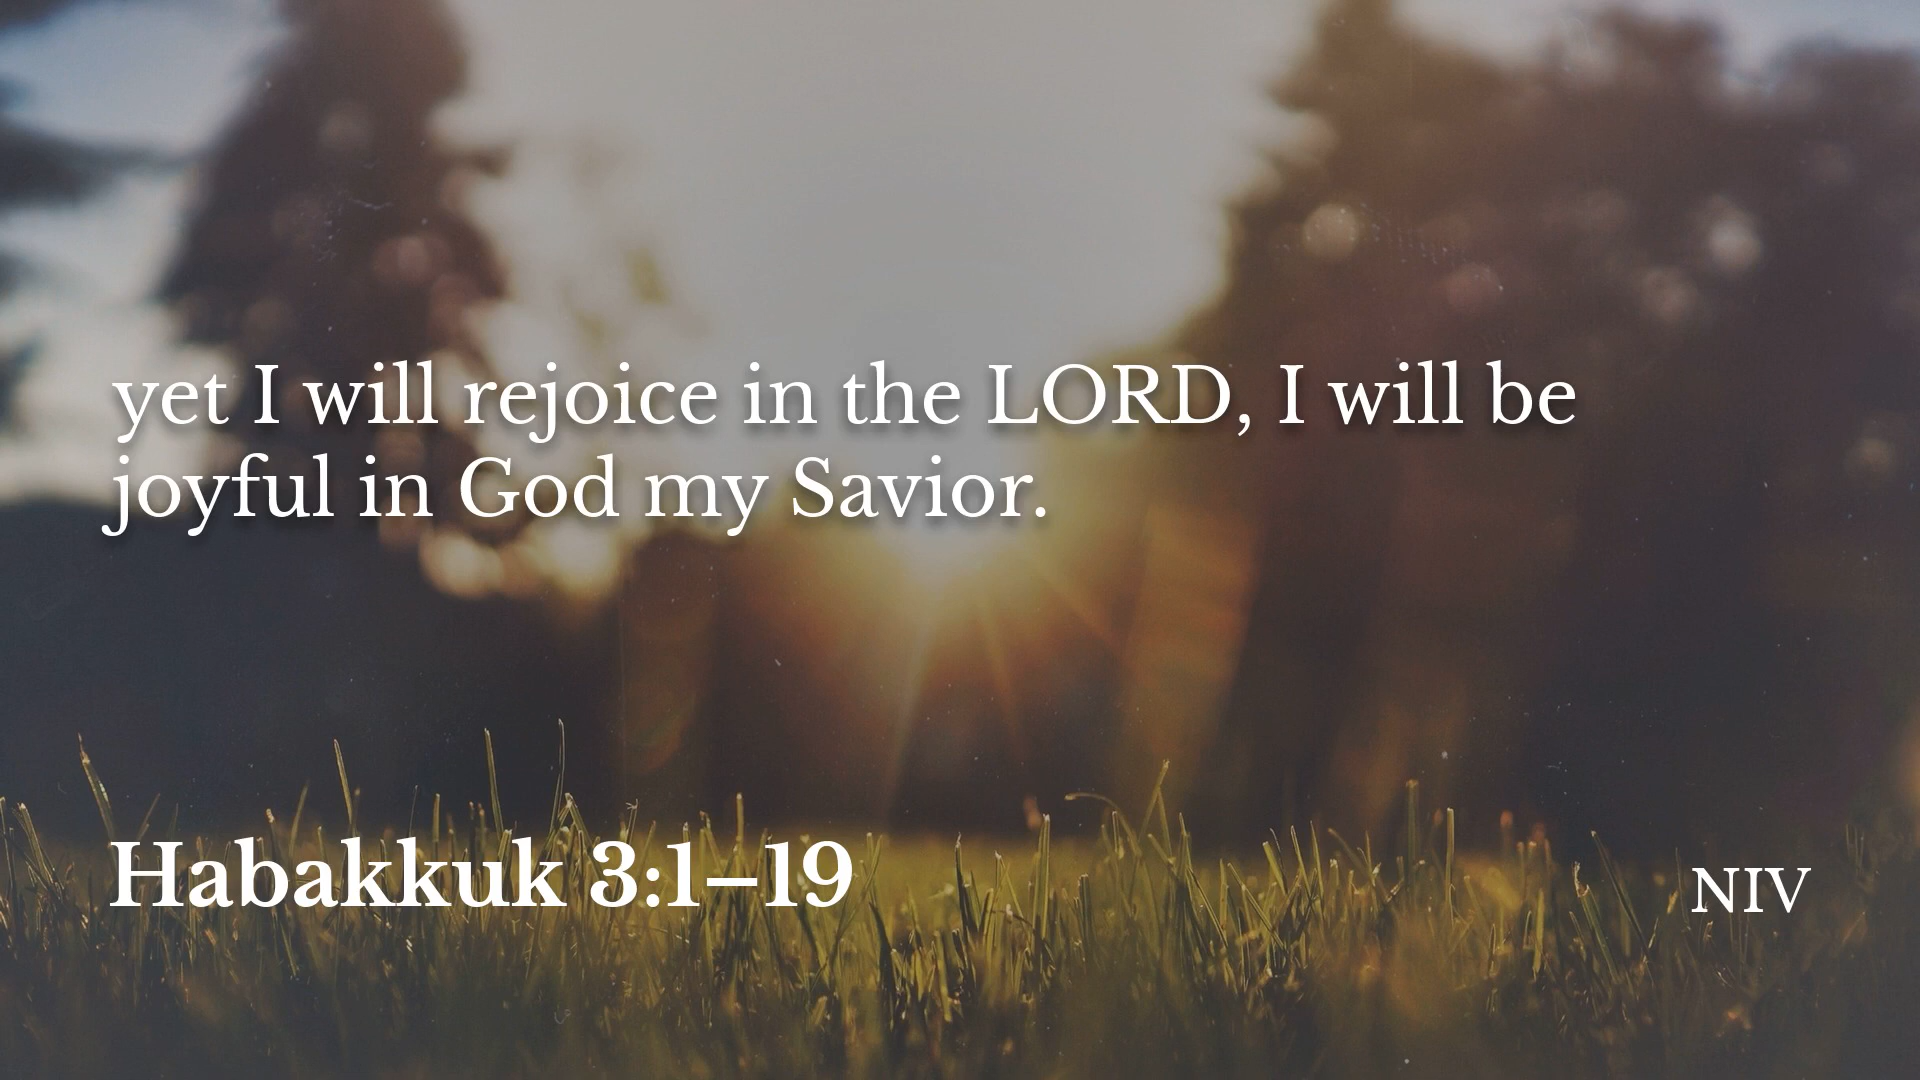 yet I will rejoice in the LORD, I will be
joyful in God my Savior.
Habakkuk 3:1–19
NIV